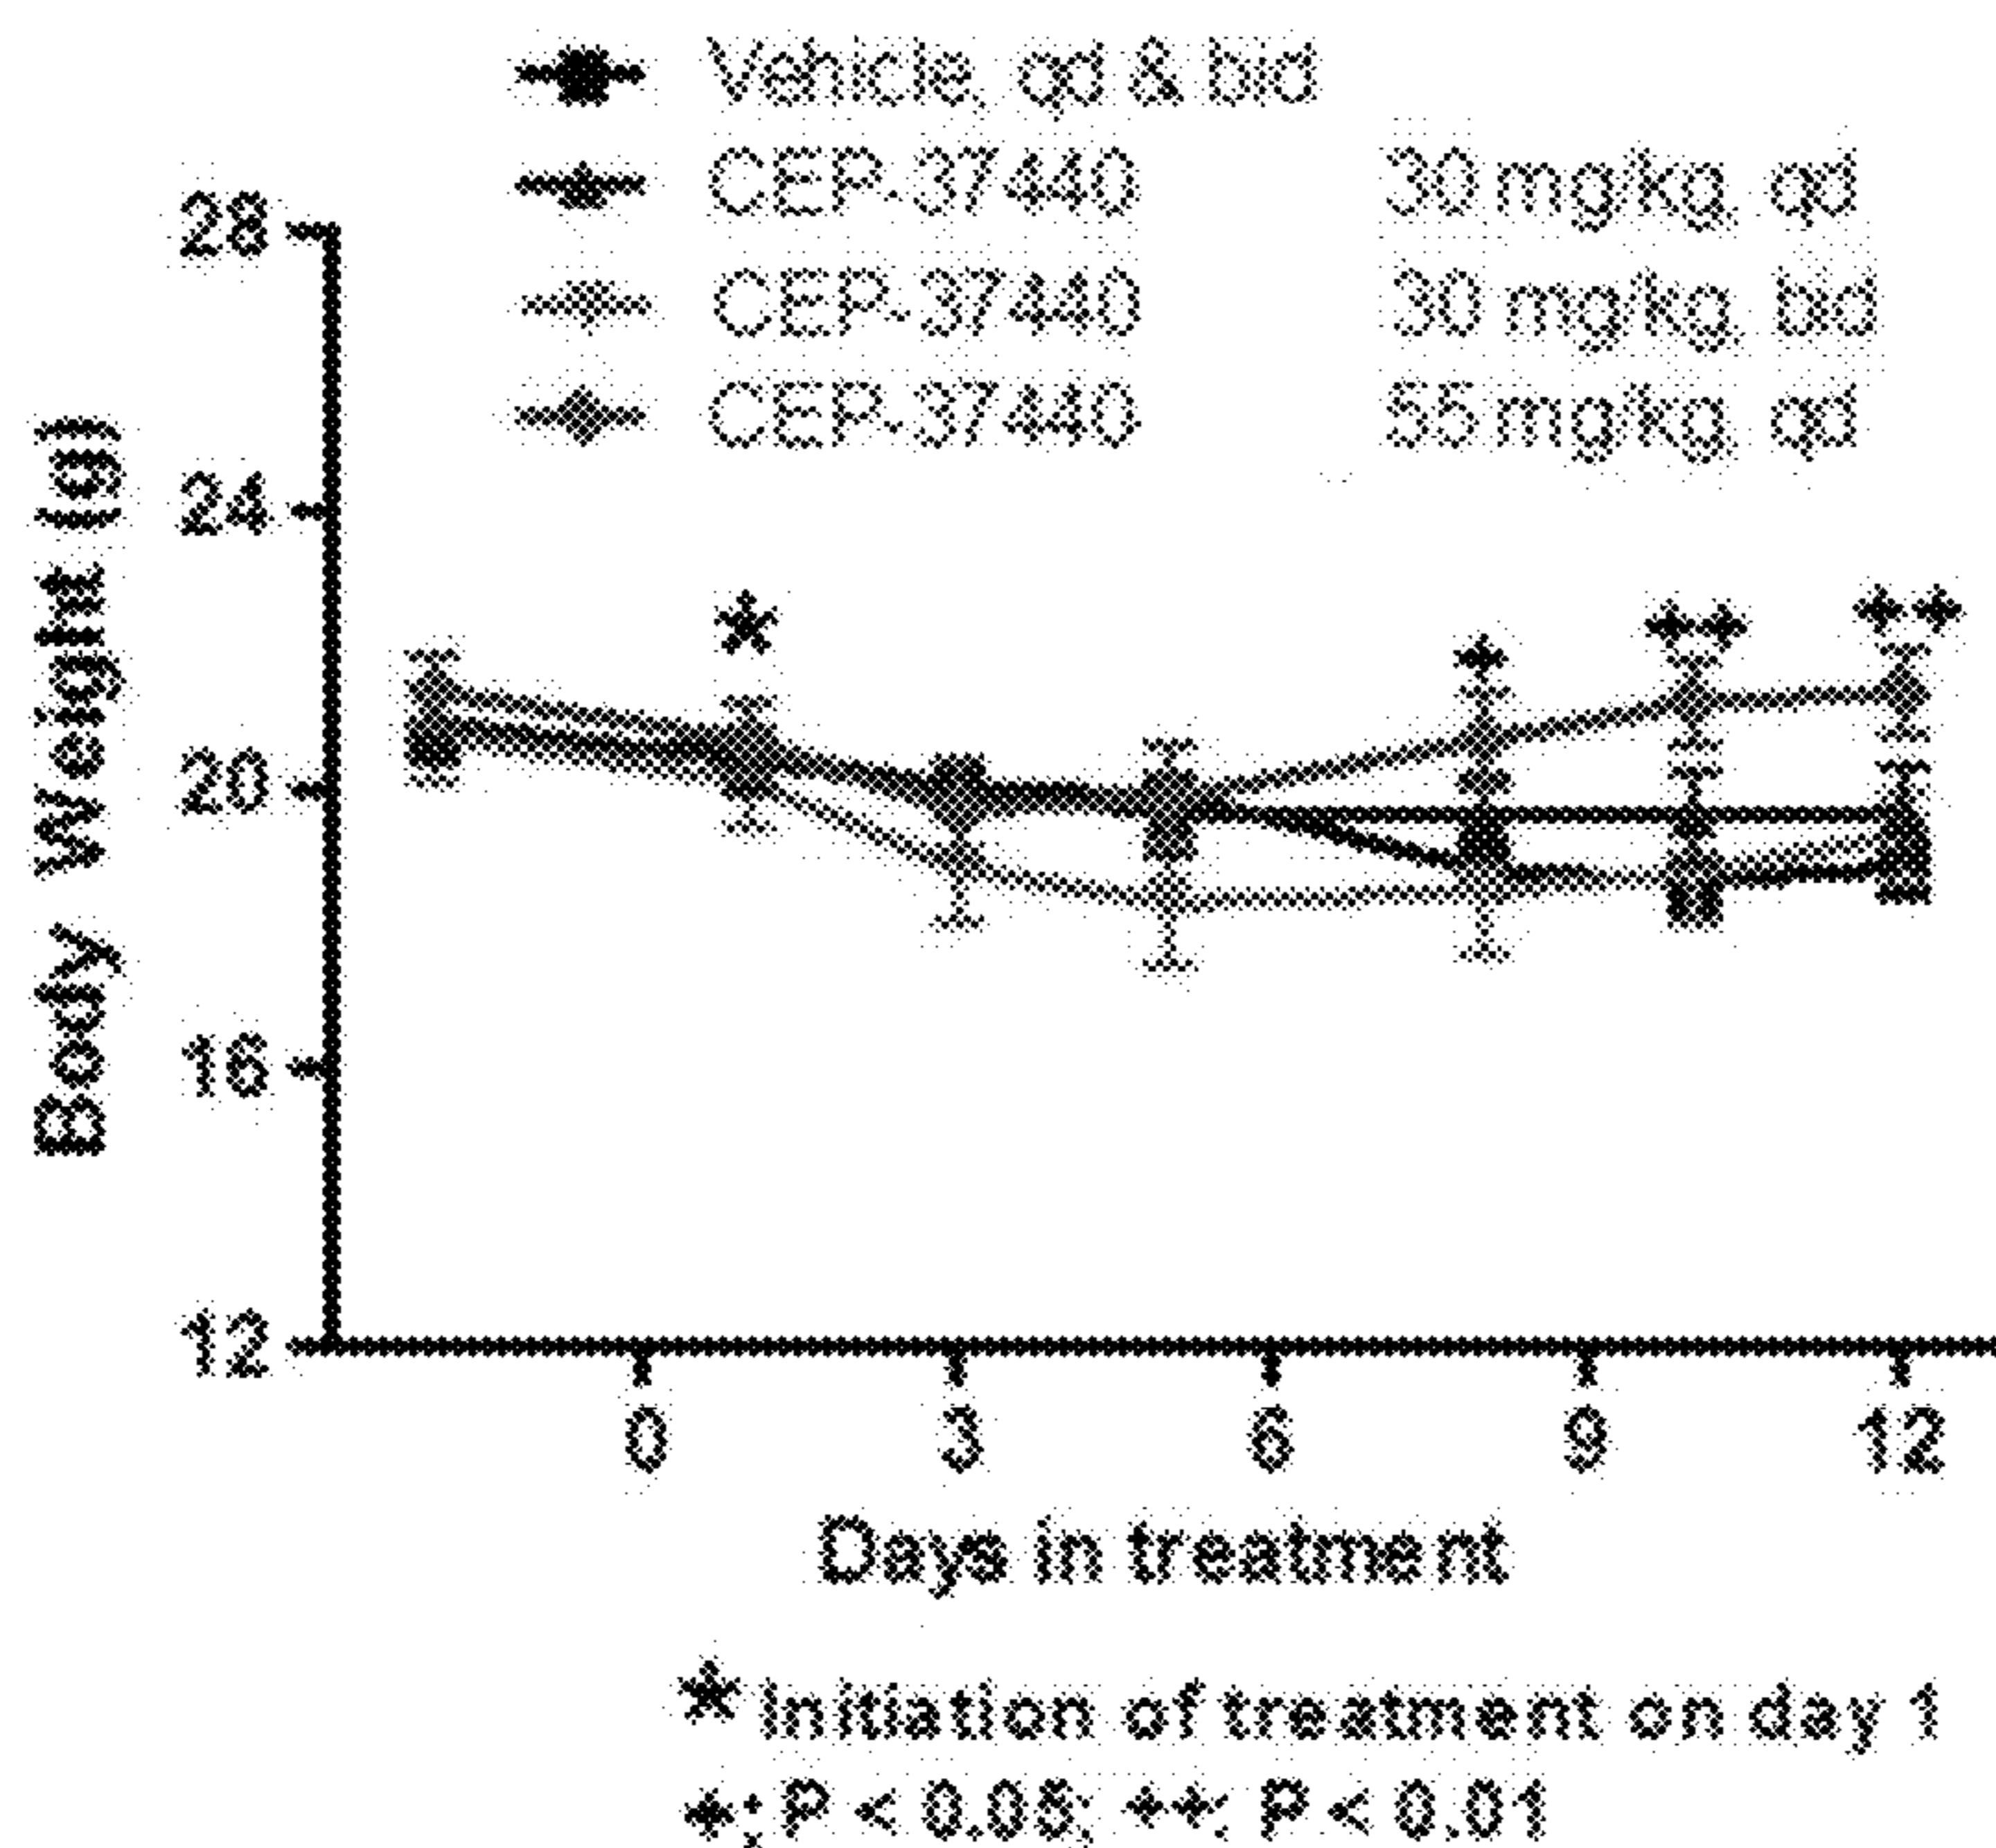 Vehicle, qd & bid
CEP-37440 30 mg/kg, qd
CEP-37440 30 mg/kg, bid
CEP-37440 55 mg/kg, qd
Body Weight (g)
28
24
20
16
12
*
*
**
**
0 3 6 9 12
Days in treatment
* Initiation of treatment on day 1
*: P < 0.05; **: P < 0.01